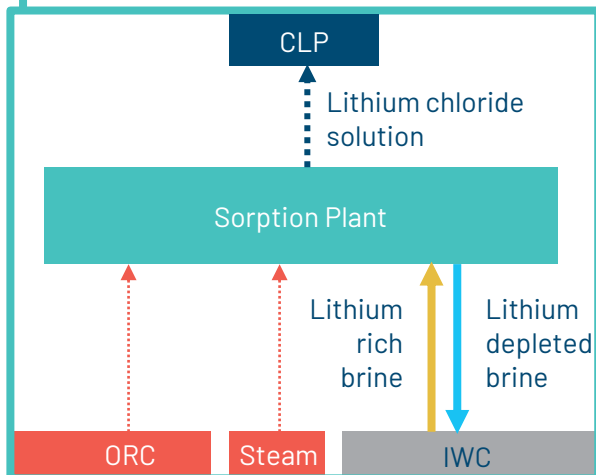 CLP
Lithium chloride
solution
Sorption Plant
Lithium
rich
brine
Lithium
depleted
brine
ORC
Steam
IWC